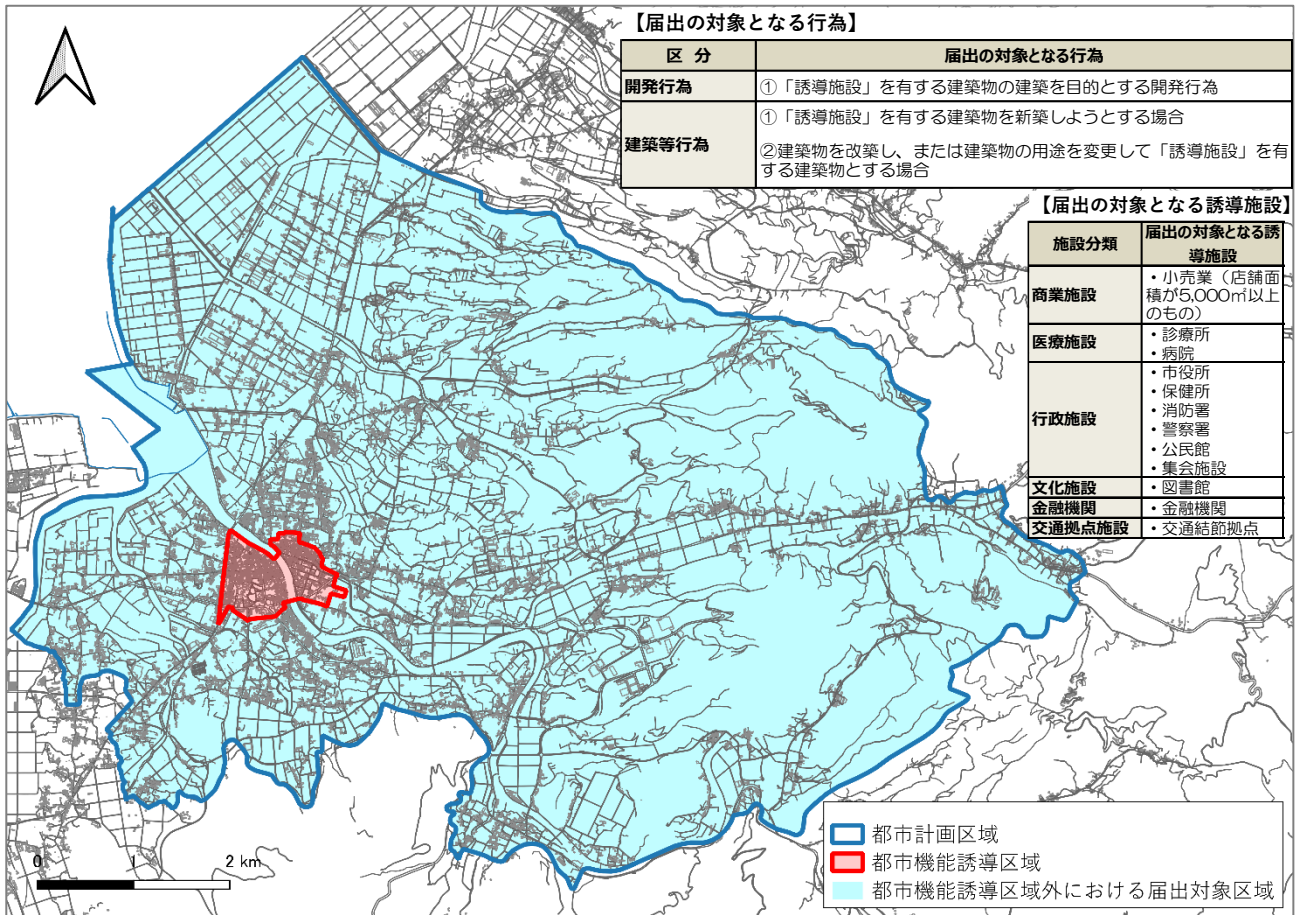 【届出の対象となる行為】
区 分
届出の対象となる行為
開発行為
①「誘導施設」を有する建築物の建築を目的とする開発行為
建築等行為
①「誘導施設」を有する建築物を新築しようとする場合
②建築物を改築し、または建築物の用途を変更して「誘導施設」を有
する建築物とする場合
【届出の対象となる誘導施設】
施設分類
届出の対象となる誘
導施設
商業施設
・小売業（店舗面
積が5,000㎡以上
のもの）
医療施設
・診療所
・病院
行政施設
・市役所
・保健所
・消防署
・警察署
・公民館
・集会施設
文化施設
・図書館
金融機関
・金融機関
交通拠点施設
・交通結節拠点
都市計画区域
都市機能誘導区域
都市機能誘導区域外における届出対象区域
0 1 2 km